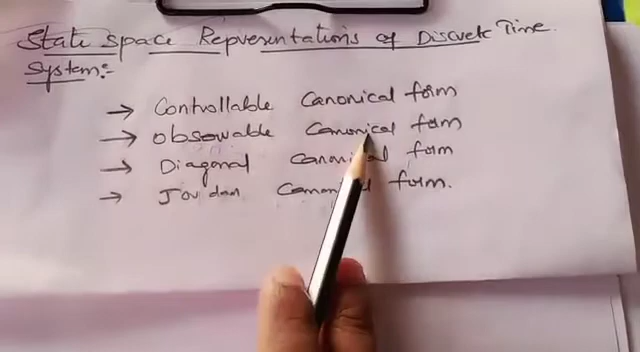 State space Representations of Discrete Time
System:-
→ Controllable Canonical form
→ Observable Canonical form
→ Diagonal canonical form
→ Jordan Canonical form.